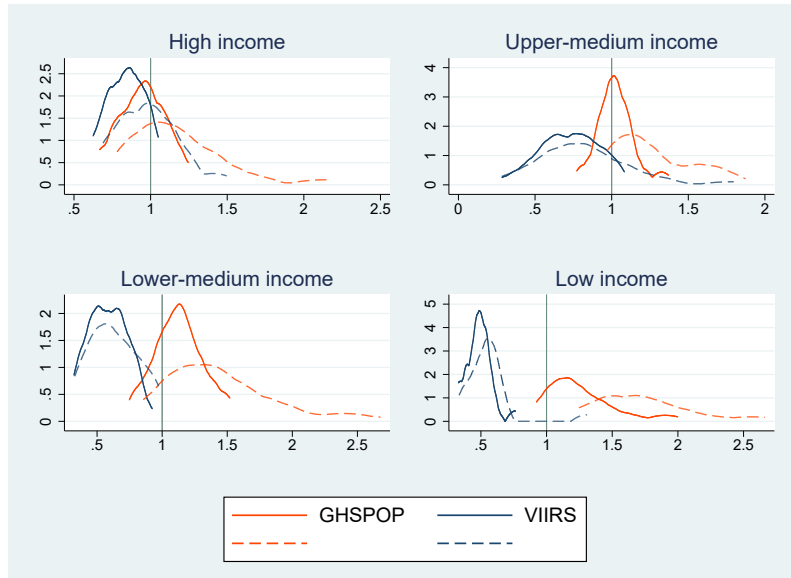 High income
0 .5 1 1.5 2 2.5
.5 1 1.5 2 2.5
Upper-medium income
0 1 2 3 4
0 .5 1 1.5 2
Lower-medium income
0 .5 1 1.5 2
.5 1 1.5 2 2.5
Low income
0 1 2 3 4 5
.5 1 1.5 2 2.5
GHSPOP VIIRS